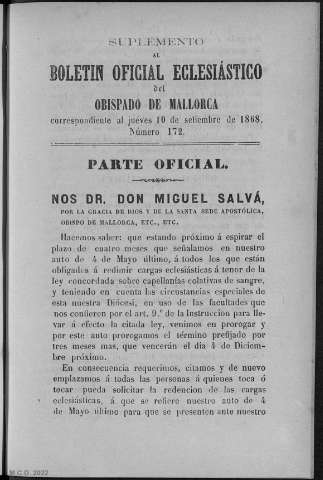 SUPLEMENTO
AL
BOLETIN OFICIAL ECLESIÁSTICO
del
OBISPADO DE MALLORCA
correspondiente al jueves 10 de setiembre de 1868.
Número 172.
PARTE OFICIAL.
NOS DR. DON MIGUEL SALVÁ,
POR LA GRACIA DE DIOS Y DE LA SANTA SEDE APOSTÓLICA,
OBISPO DE MALLORCA, ETC., ETC.
Hacemos saber: que estando próximo á espirar el
plazo de cuatro meses que señalamos en nuestro
auto de 4 de Mayo último, á todos los que están
obligados á redimir cargas eclesiásticas á tenor de la
ley concordada sobre capellanías colativas de sangre,
y teniendo en cuenta las circunstancias especiales de
esta nuestra Diócesi, en uso de las facultades que
nos confieren por el art. 9.º de la Instruccion para lle-
var á efecto la citada ley, venimos en prorogar y
por este auto prorogamos el término prefijado por
tres meses mas, que vencerán el dia 4 de Diciem-
bre próximo.
En consecuencia requerimos, citamos y de nuevo
emplazamos á todas las personas á quienes toca ó
tocar pueda solicitar la redencion de las cargas
eclesiásticas, á que se refiere nuestro auto de 4
de Mayo último para que se presenten ante nuestro
M.C.D. 2022